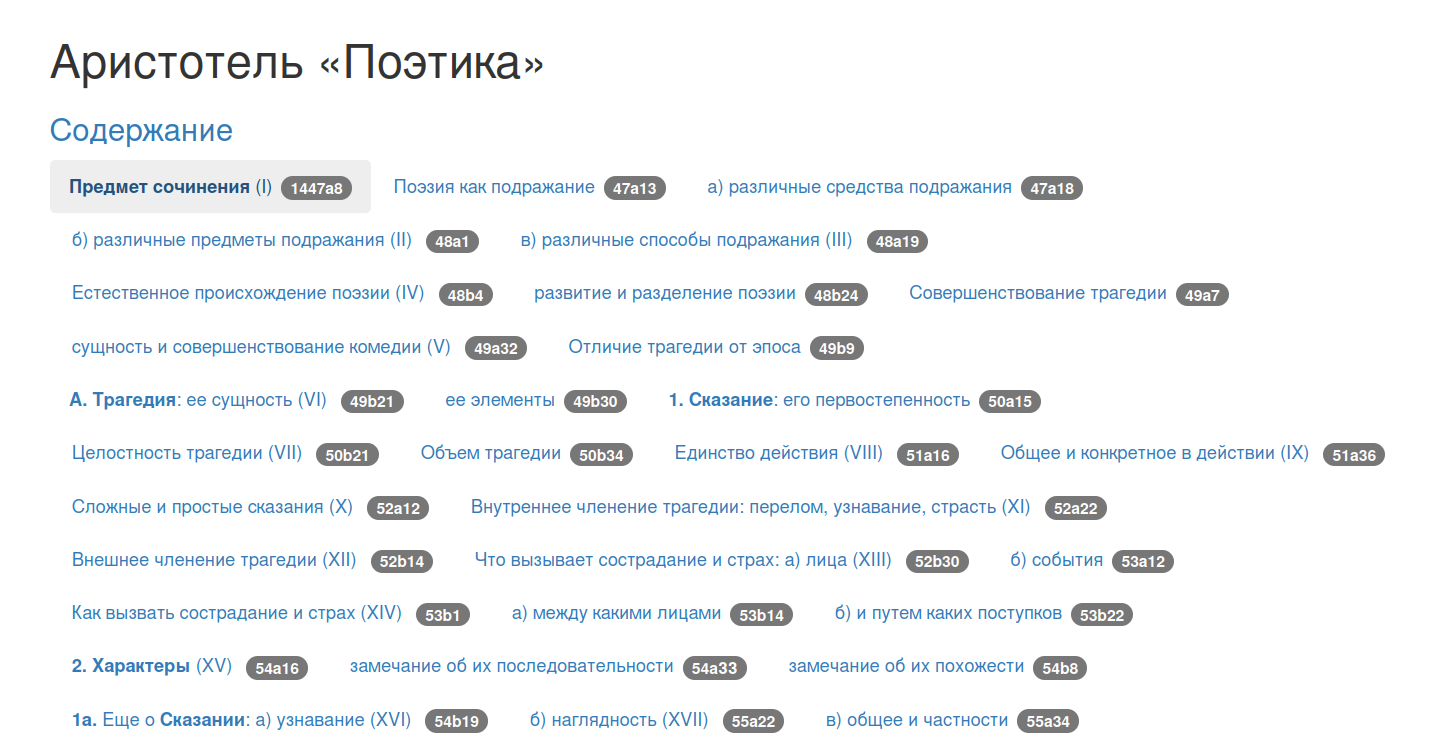 Аристотель «Поэтика»
Содержание
Предмет сочинения (I) 1447a8 Поэзия как подражание 47a13 а) различные средства подражания 47a18
б) различные предметы подражания (II) 48a1 в) различные способы подражания (III) 48a19
Естественное происхождение поэзии (IV) 48b4 развитие и разделение поэзии 48b24 Совершенствование трагедии 49a7
сущность и совершенствование комедии (V) 49a32 Отличие трагедии от эпоса 49b9
А. Трагедия: ее сущность (VI) 49b21 ее элементы 49b30 1. Сказание: его первостепенность 50a15
Целостность трагедии (VII) 50b21 Объем трагедии 50b34 Единство действия (VIII) 51a16 Общее и конкретное в действии (IX) 51a36
Сложные и простые сказания (X) 52a12 Внутреннее членение трагедии: перелом, узнавание, страсть (XI) 52a22
Внешнее членение трагедии (XII) 52b14 Что вызывает сострадание и страх: а) лица (XIII) 52b30 б) события 53a12
Как вызвать сострадание и страх (XIV) 53b1 а) между какими лицами 53b14 б) и путем каких поступков 53b22
2. Характеры (XV) 54a16 замечание об их последовательности 54a33 замечание об их похожести 54b8
1а. Еще о Сказании: а) узнавание (XVI) 54b19 б) наглядность (XVII) 55a22 в) общее и частности 55a34